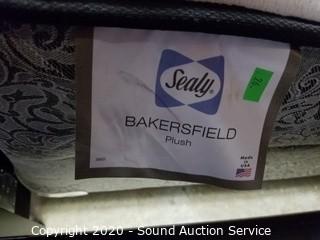 Sealy
BAKERSFIELD
Plush
Made in
USA
Copyright 2020 - Sound Auction Service